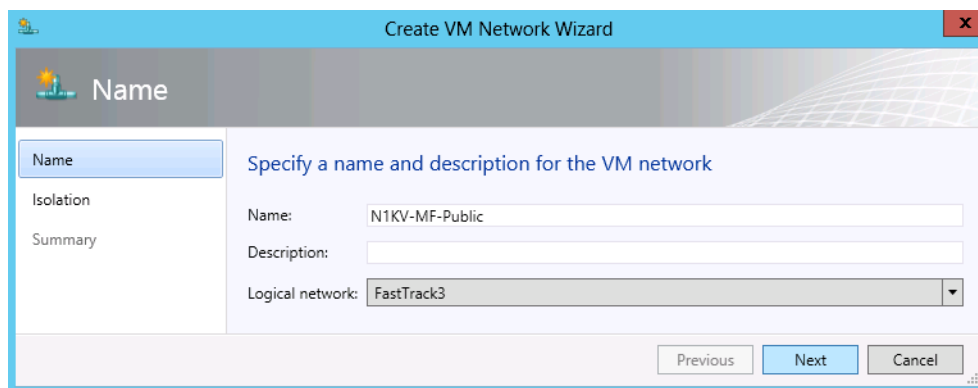 Create VM Network Wizard
x
Name
Name
Isolation
Summary
Specify a name and description for the VM network
Name: N1KV-MF-Public
Description:
Logical network: FastTrack3
Previous Next Cancel